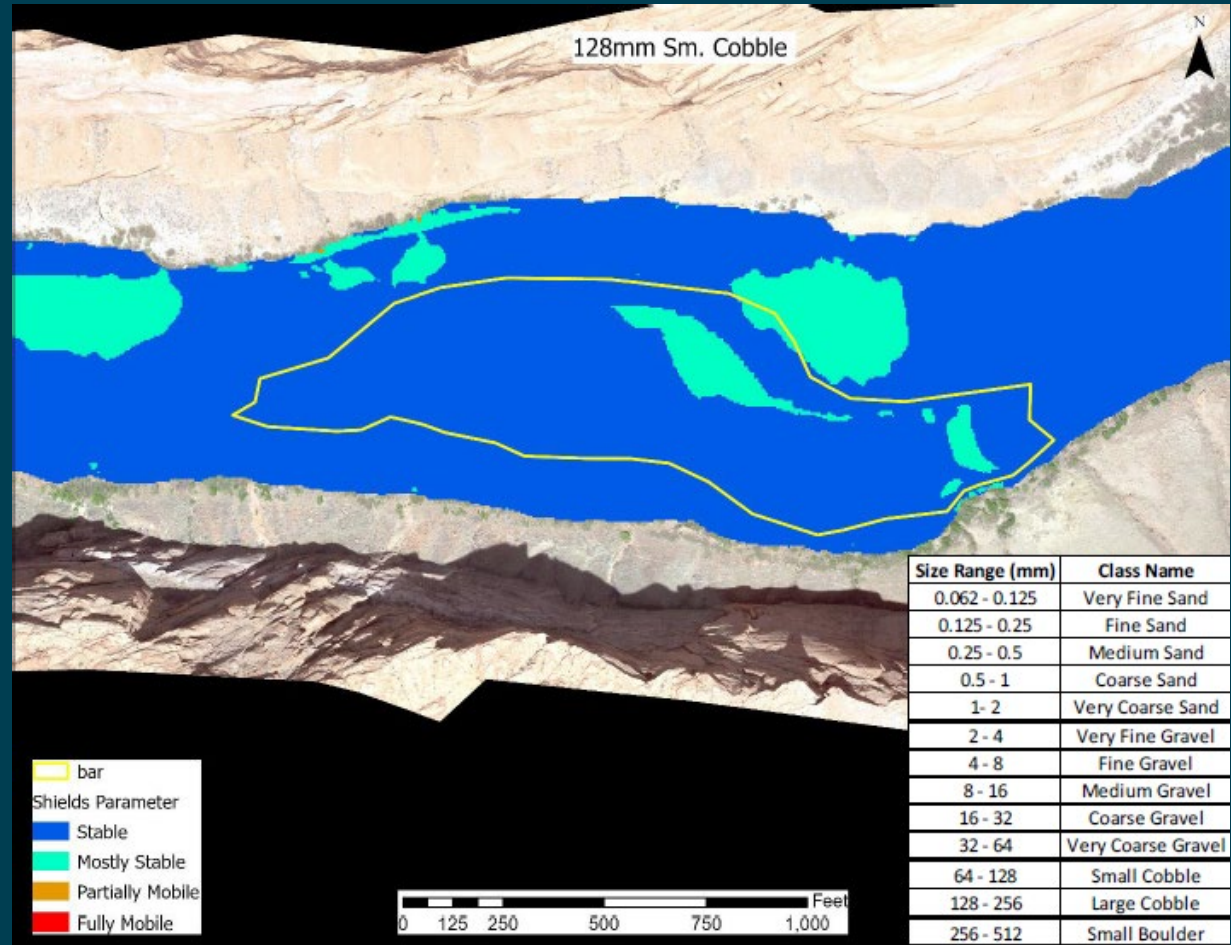 128mm Sm. Cobble
N
bar
Shields Parameter
Stable
Mostly Stable
Partially Mobile
Fully Mobile
Feet
0 125 250 500 750 1,000
Size Range (mm) Class Name
0.062 - 0.125 Very Fine Sand
0.125 - 0.25 Fine Sand
0.25 - 0.5 Medium Sand
0.5 - 1 Coarse Sand
1- 2 Very Coarse Sand
2 - 4 Very Fine Gravel
4 - 8 Fine Gravel
8 - 16 Medium Gravel
16 - 32 Coarse Gravel
32 - 64 Very Coarse Gravel
64 - 128 Small Cobble
128 - 256 Large Cobble
256 - 512 Small Boulder